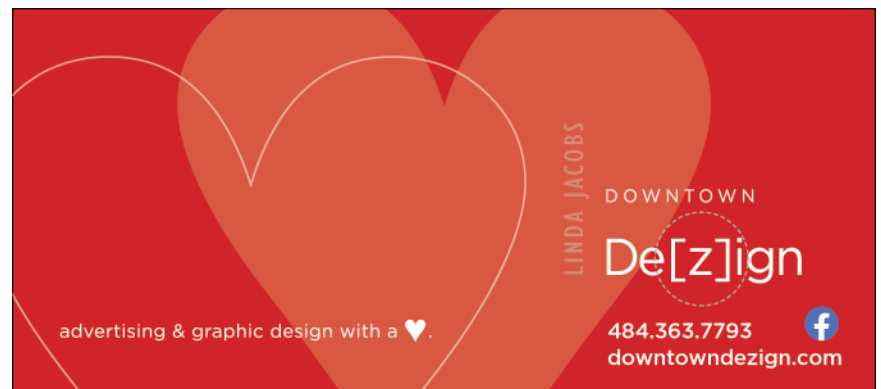 LINDA JACOBS
DOWNTOWN
De[z]ign
advertising & graphic design with a ♥.
484.363.7793
downtowndezign.com